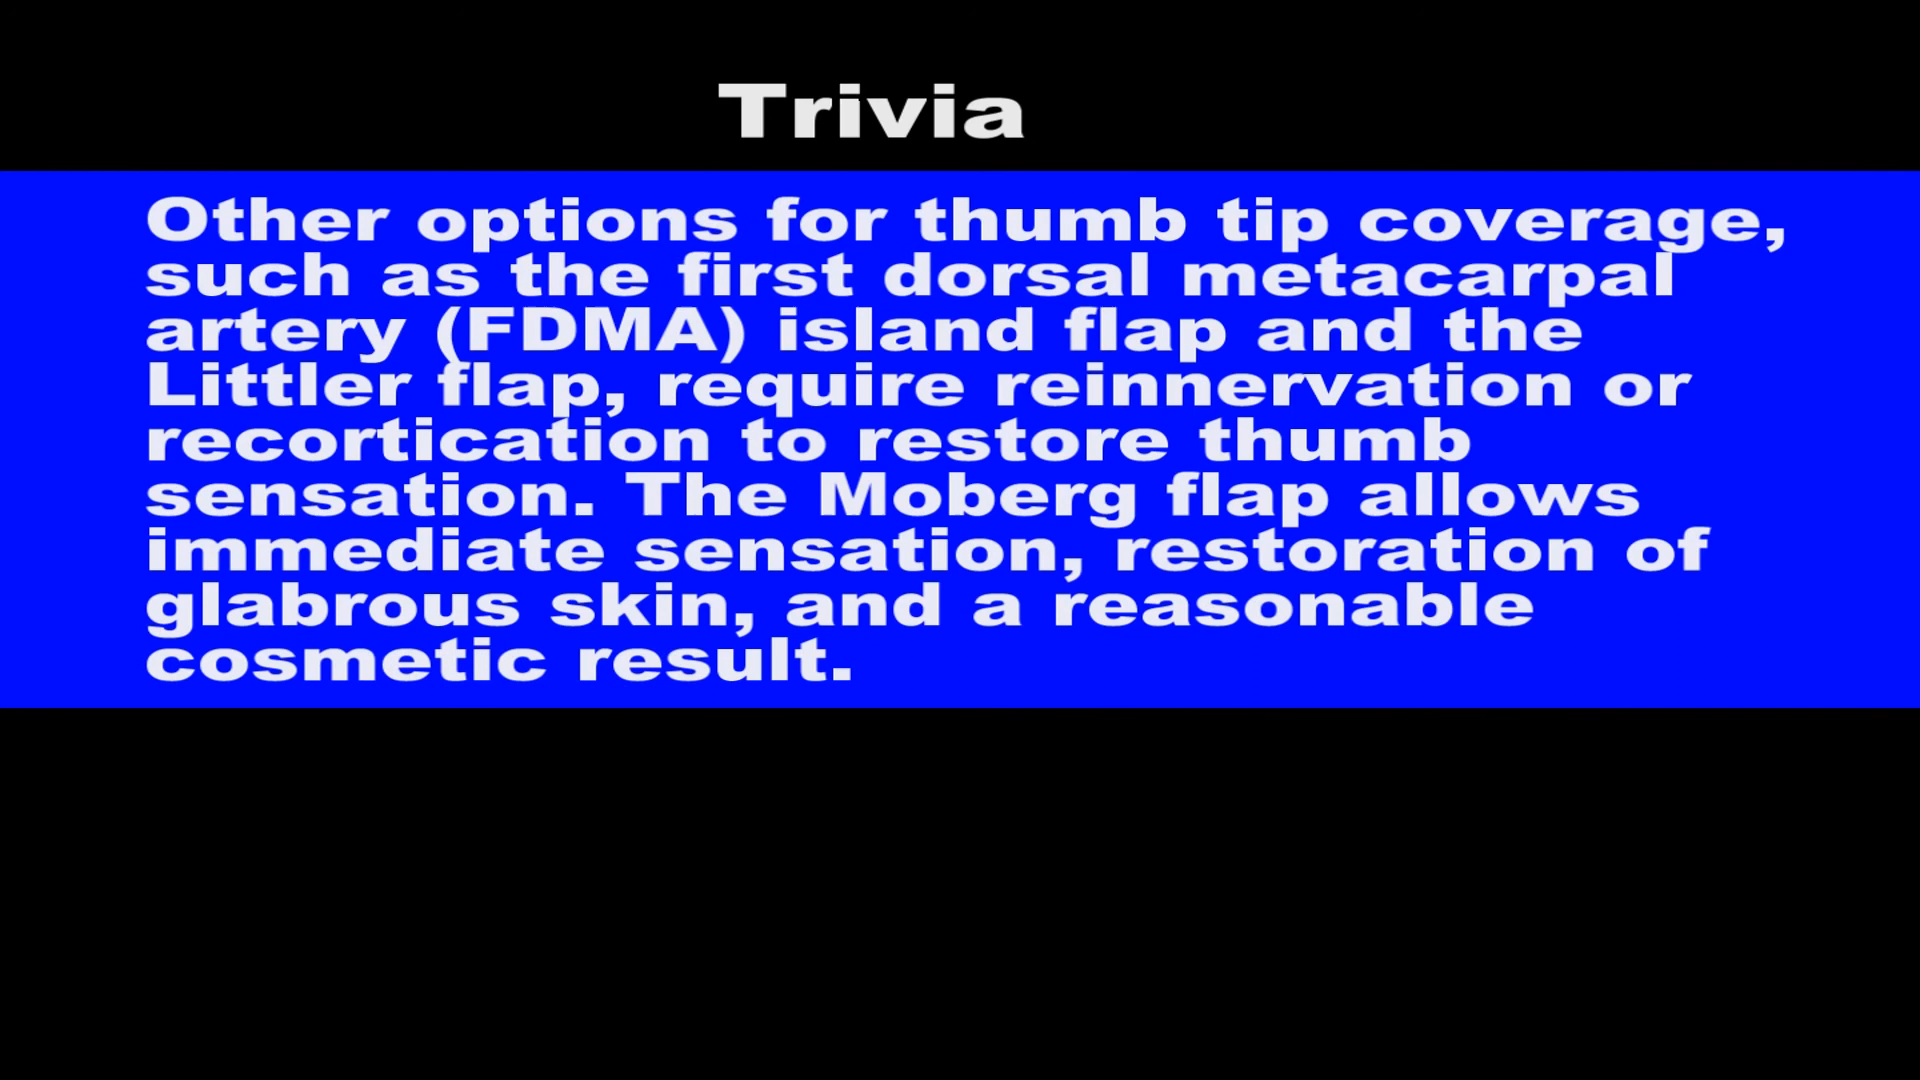 Trivia
Other options for thumb tip coverage,
such as the first dorsal metacarpal
artery (FDMA) island flap and the
Littler flap, require reinnervation or
recortication to restore thumb
sensation. The Moberg flap allows
immediate sensation, restoration of
glabrous skin, and a reasonable
cosmetic result.